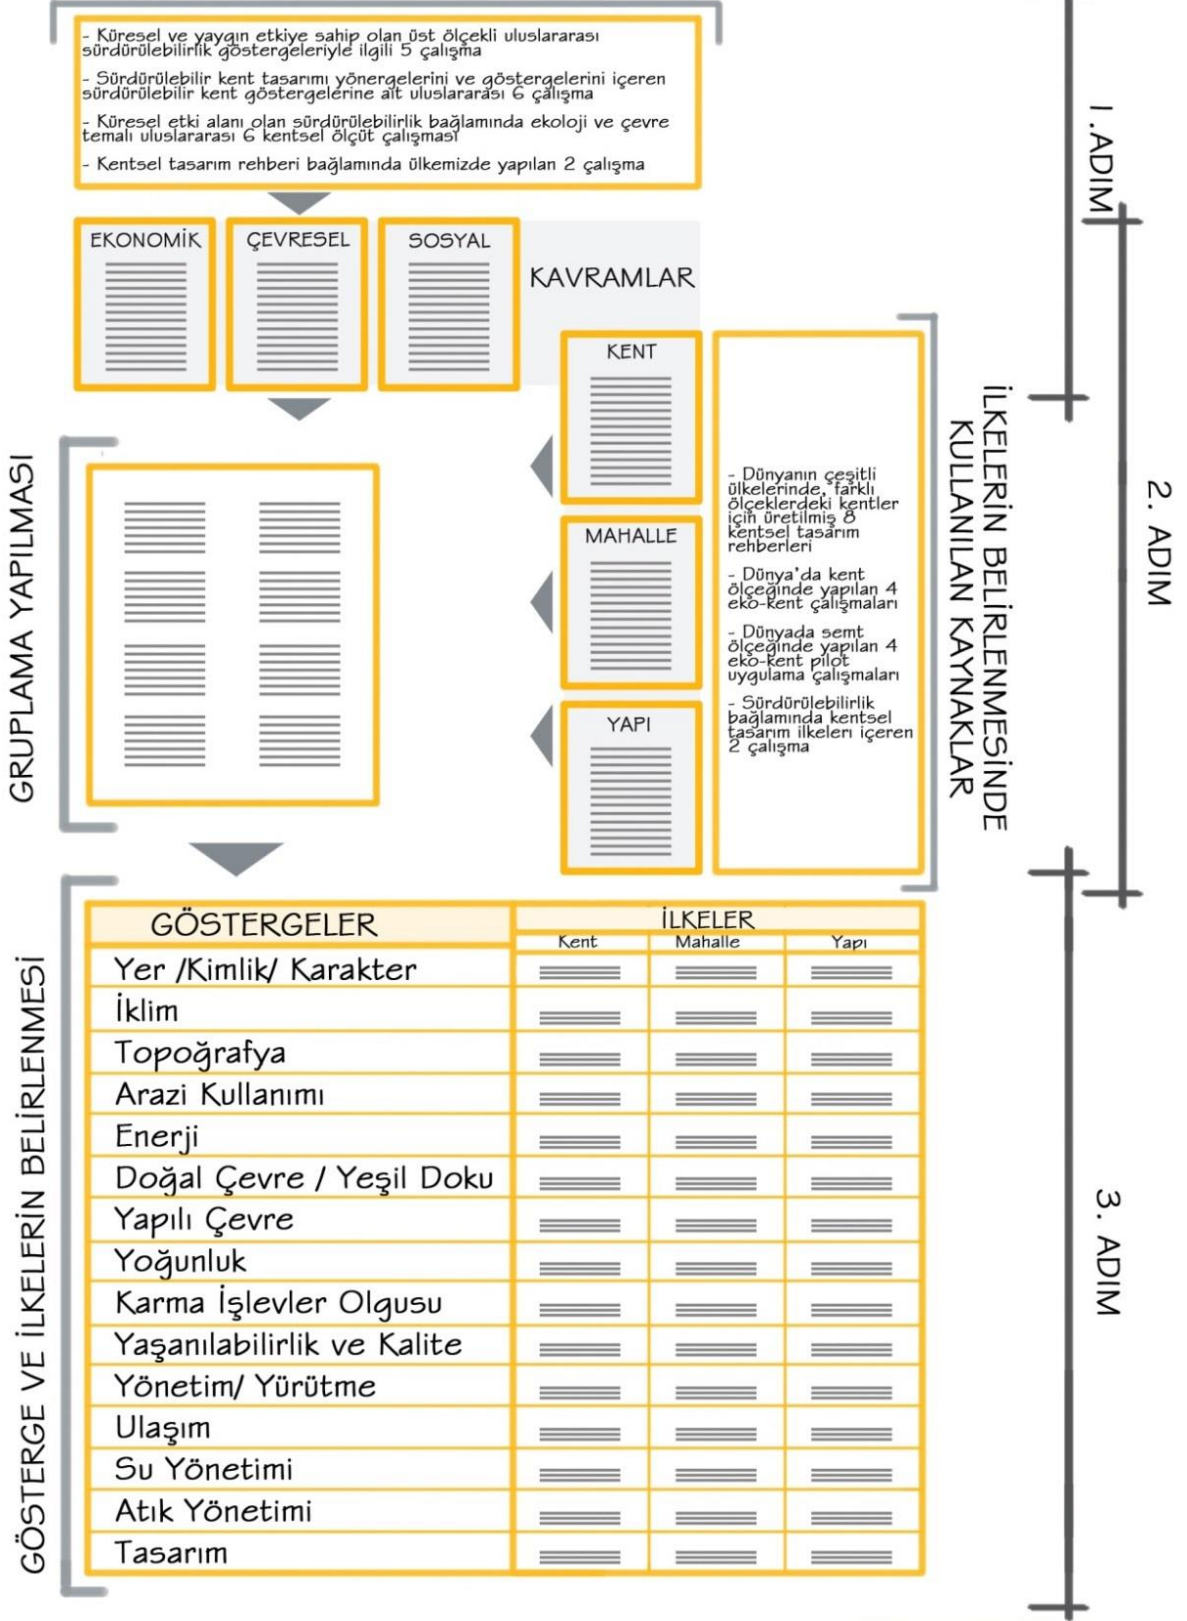 - Küresel ve yaygın etkiye sahip olan üst ölçekli uluslararası
sürdürülebilirlik göstergeleriyle ilgili 5 çalışma
- Sürdürülebilir kent tasarımı yönergelerini ve göstergelerini içeren
sürdürülebilir kent göstergelerine ait uluslararası 6 çalışma
- Küresel etki alanı olan sürdürülebilirlik bağlamında ekoloji ve çevre
temalı uluslararası 6 kentsel ölçüt çalışması
- Kentsel tasarım rehberi bağlamında ülkemizde yapılan 2 çalışma
1.ADIM
EKONOMİK
ÇEVRESEL
SOSYAL
KAVRAMLAR
KENT
MAHALLE
YAPI
- Dünyanın çeşitli
ülkelerinde, farklı
ölçeklerdeki kentler
için üretilmiş 8
kentsel tasarım
rehberleri
- Dünya'da kent
ölçeğinde yapılan 4
eko-kent çalışmaları
- Dünyada semt
ölçeğinde yapılan 4
eko-kent pilot
uygulama çalışmaları
- Sürdürülebilirlik
bağlamında kentsel
tasarım ilkeleri içeren
2 çalışma
İLKELERİN BELİRLENMESİNDE
KULLANILAN KAYNAKLAR
2. ADIM
GRUPLAMA YAPILMASI
GÖSTERGE VE İLKELERİN BELİRLENMESİ
GÖSTERGELER
İLKELER
Kent Mahalle Yapı
Yer /Kimlik/ Karakter
İklim
Topoğrafya
Arazi Kullanımı
Enerji
Doğal Çevre / Yeşil Doku
Yapılı Çevre
Yoğunluk
Karma İşlevler Olgusu
Yaşanılabilirlik ve Kalite
Yönetim/ Yürütme
Ulaşım
Su Yönetimi
Atık Yönetimi
Tasarım
3. ADIM